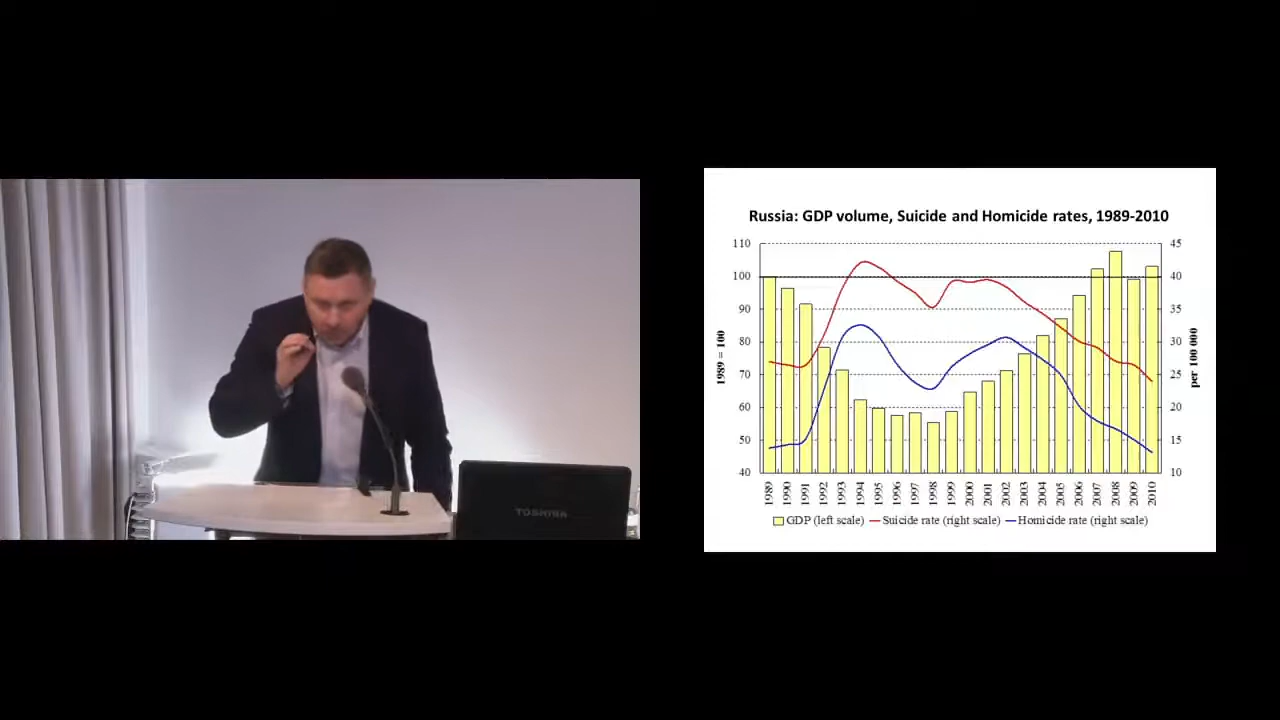 TOSHIBA
Russia: GDP volume, Suicide and Homicide rates, 1989-2010
110
100
90
80
70
60
50
40
1989 = 100
45
40
35
30
25
20
15
10
per 100 000
1989 1990 1991 1992 1993 1994 1995 1996 1997 1998 1999 2000 2001 2002 2003 2004 2005 2006 2007 2008 2009 2010
GDP (left scale) Suicide rate (right scale) Homicide rate (right scale)